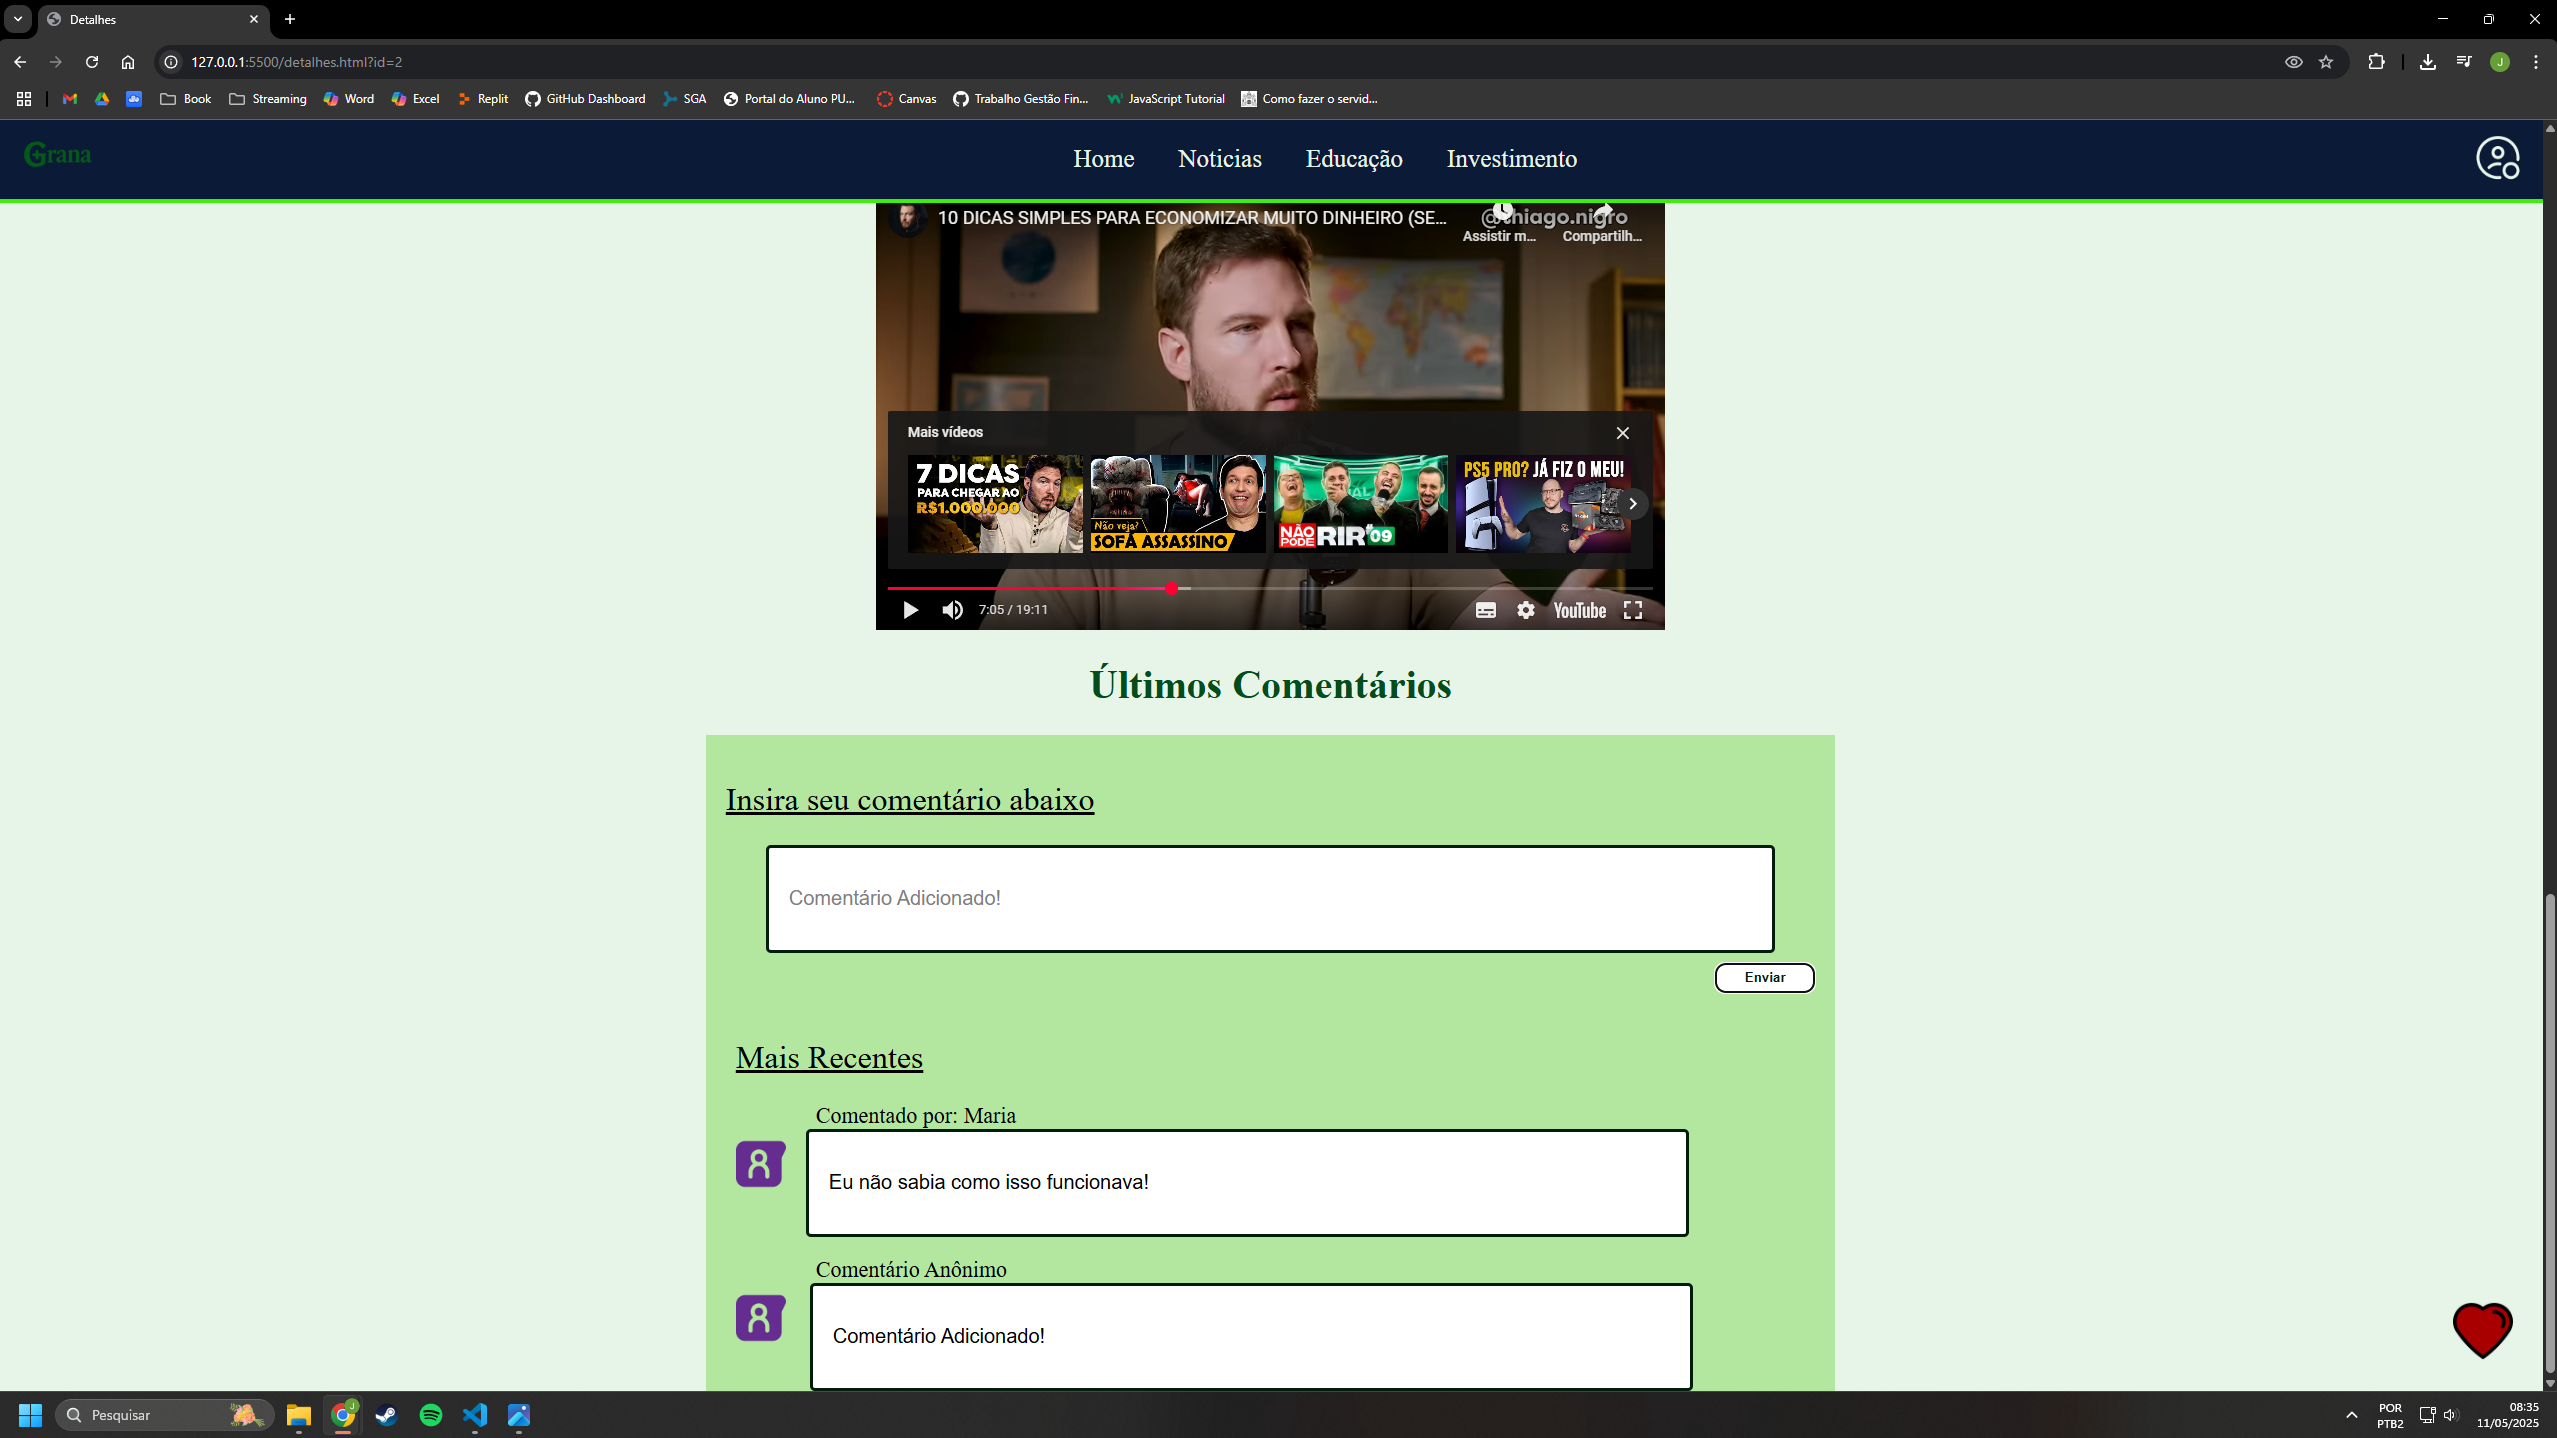 Detalhes
127.0.0.1:5500/detalhes.html?id=2
Book Streaming Word Excel Replit GitHub Dashboard SGA Portal do Aluno PU... Canvas Trabalho Gestão Fin... JavaScript Tutorial Como fazer o servid...
Grana Home Noticias Educação Investimento
10 DICAS SIMPLES PARA ECONOMIZAR MUITO DINHEIRO (SE...
@thiago.nigro
Assistir m... Compartilh...
Mais vídeos
7 DICAS
PARA CHEGAR AO
R$1.000.000
Não veja?
SOFÁ ASSASSINO
NÃO
PODE
RIR
#09
PS5 PRO? JÁ FIZ O MEU!
7:05 / 19:11
YouTube
Últimos Comentários
Insira seu comentário abaixo
Comentário Adicionado!
Enviar
Mais Recentes
Comentado por: Maria
Eu não sabia como isso funcionava!
Comentário Anônimo
Comentário Adicionado!
Pesquisar
POR
PTB2
08:35
11/05/2025